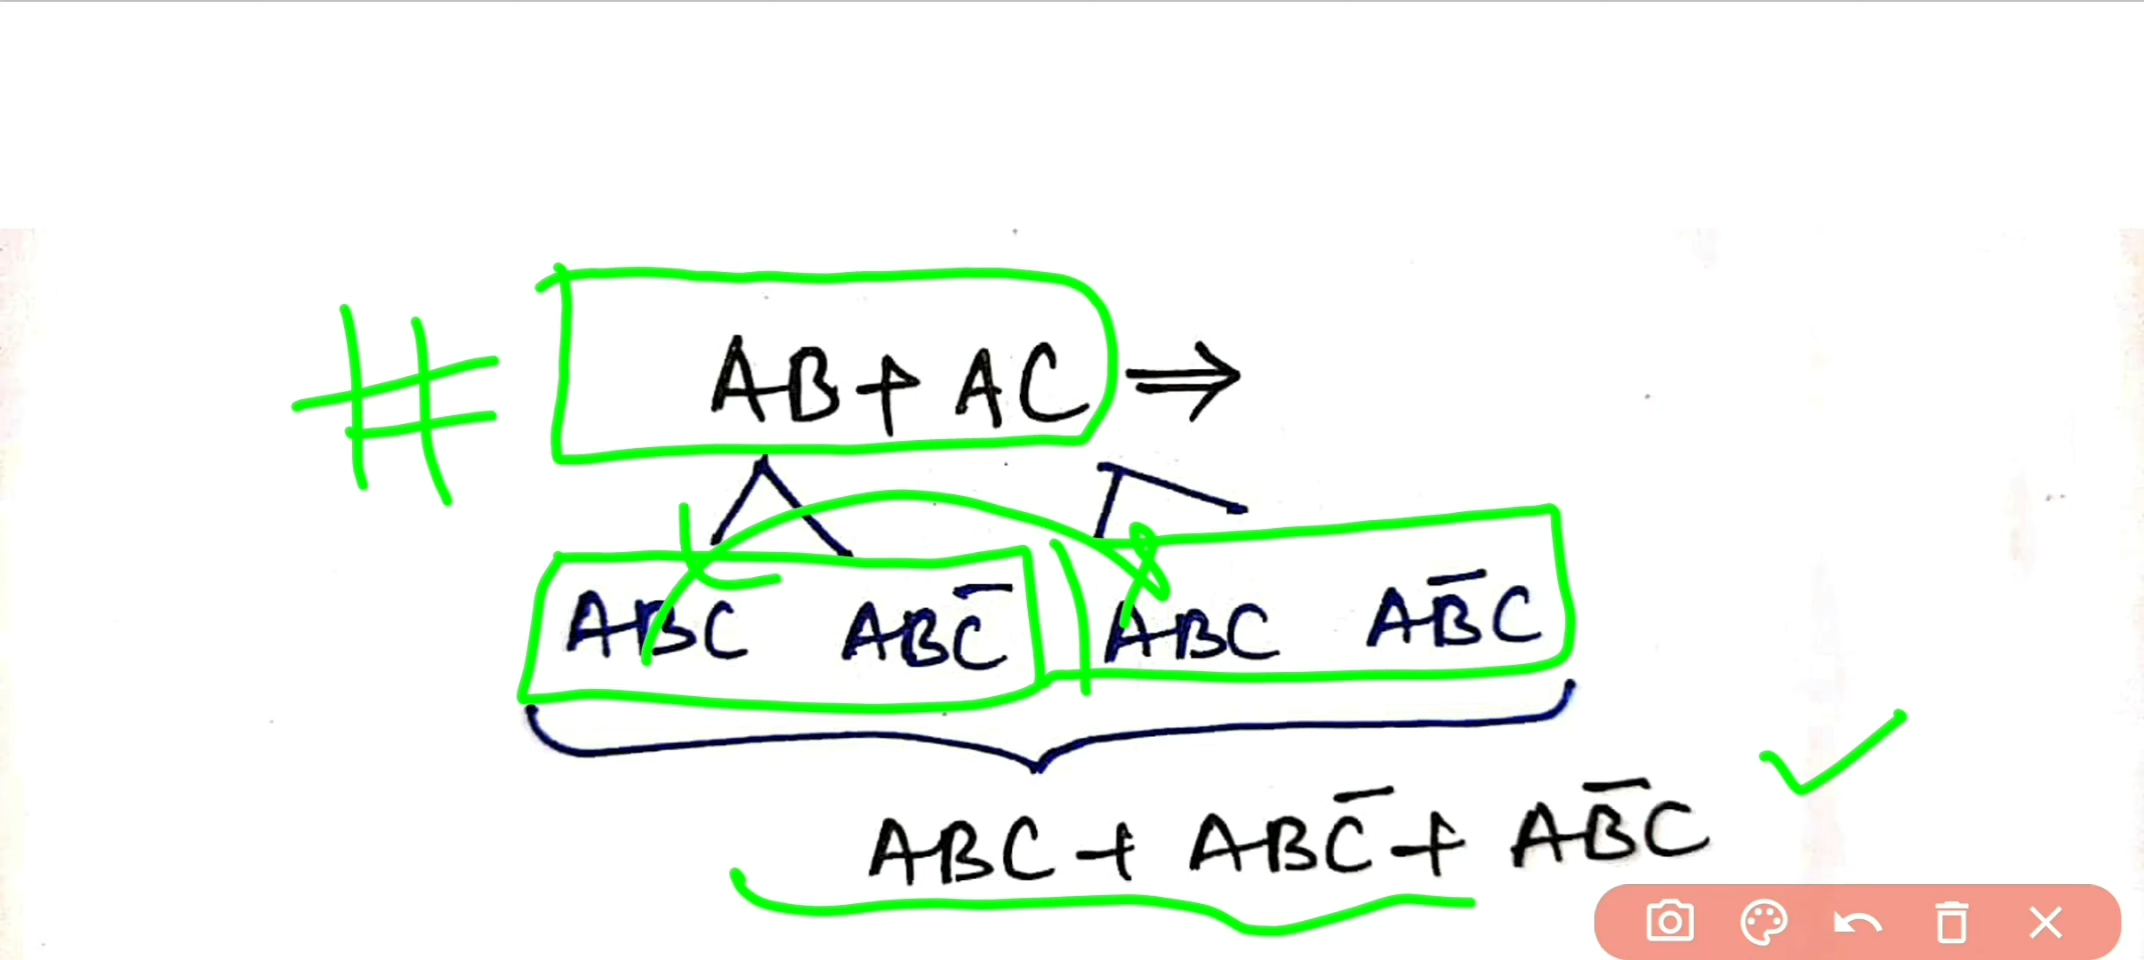 # AB + AC ⇒
ABC ABC̅ ABC AB̅C
ABC + ABC̅ + AB̅C